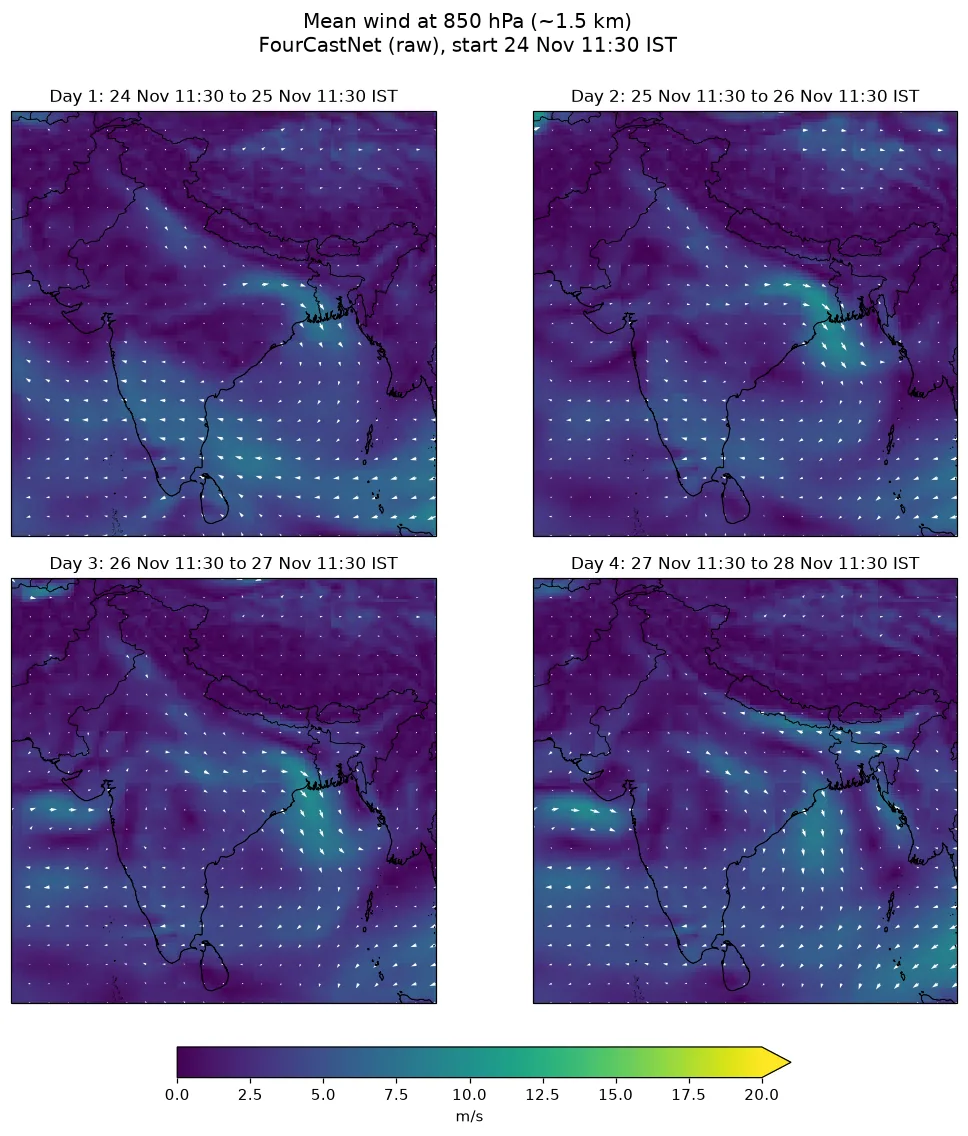 Mean wind at 850 hPa (~1.5 km)
FourCastNet (raw), start 24 Nov 11:30 IST
Day 1: 24 Nov 11:30 to 25 Nov 11:30 IST
Day 2: 25 Nov 11:30 to 26 Nov 11:30 IST
Day 3: 26 Nov 11:30 to 27 Nov 11:30 IST
Day 4: 27 Nov 11:30 to 28 Nov 11:30 IST
0.0 2.5 5.0 7.5 10.0 12.5 15.0 17.5 20.0
m/s